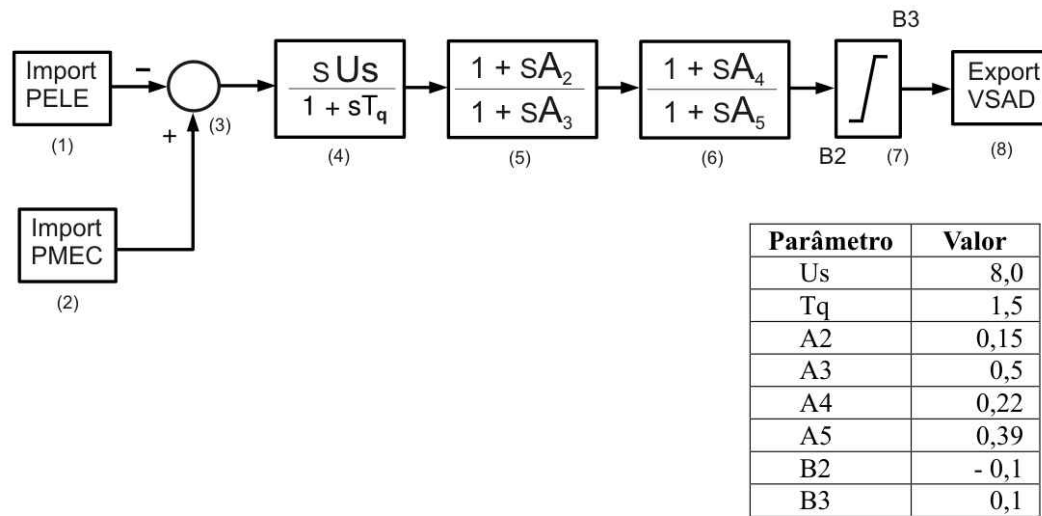 B3
Import
PELE
−
(1)
+
(3)
s Us
1 + sTq
(4)
1 + sA2
1 + sA3
(5)
1 + sA4
1 + sA5
(6)
B2
(7)
Export
VSAD
(8)
Import
PMEC
(2)
Parâmetro Valor
Us 8,0
Tq 1,5
A2 0,15
A3 0,5
A4 0,22
A5 0,39
B2 - 0,1
B3 0,1